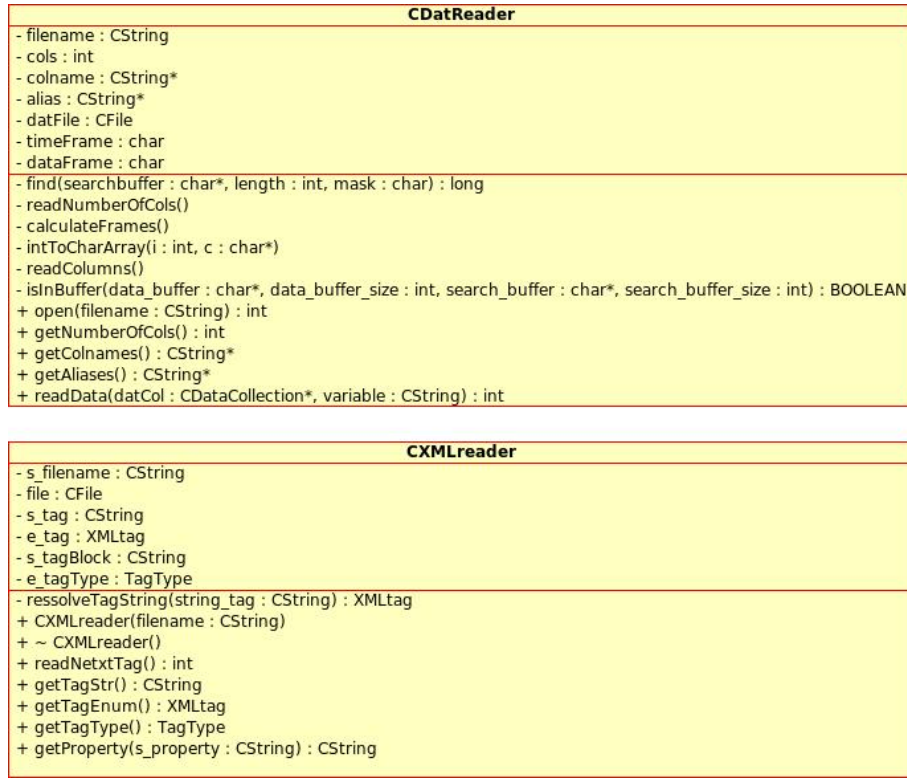 CDatReader
- filename : CString
- cols : int
- colname : CString*
- alias : CString*
- datFile : CFile
- timeFrame : char
- dataFrame : char
- find(searchbuffer : char*, length : int, mask : char) : long
- readNumberOfCols()
- calculateFrames()
- intToCharArray(i : int, c : char*)
- readColumns()
- isInBuffer(data_buffer : char*, data_buffer_size : int, search_buffer : char*, search_buffer_size : int) : BOOLEAN
+ open(filename : CString) : int
+ getNumberOfCols() : int
+ getColnames() : CString*
+ getAliases() : CString*
+ readData(datCol : CDataCollection*, variable : CString) : int
CXMLreader
- s_filename : CString
- file : CFile
- s_tag : CString
- e_tag : XMLtag
- s_tagBlock : CString
- e_tagType : TagType
- ressolveTagString(string_tag : CString) : XMLtag
+ CXMLreader(filename : CString)
+ ~ CXMLreader()
+ readNetxtTag() : int
+ getTagStr() : CString
+ getTagEnum() : XMLtag
+ getTagType() : TagType
+ getProperty(s_property : CString) : CString